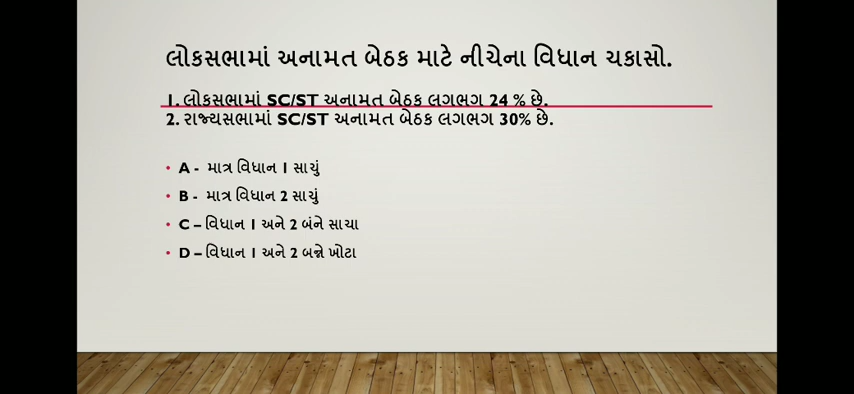 લોકસભામાં અનામત બેઠક માટે નીચેના વિધાન ચકાસો.
1. લોકસભામાં SC/ST અનામત બેઠક લગભગ 24 % છે.
2. રાજ્યસભામાં SC/ST અનામત બેઠક લગભગ 30% છે.
• A - માત્ર વિધાન 1 સાચું
• B - માત્ર વિધાન 2 સાચું
• C – વિધાન 1 અને 2 બંને સાચા
• D – વિધાન 1 અને 2 બન્ને ખોટા